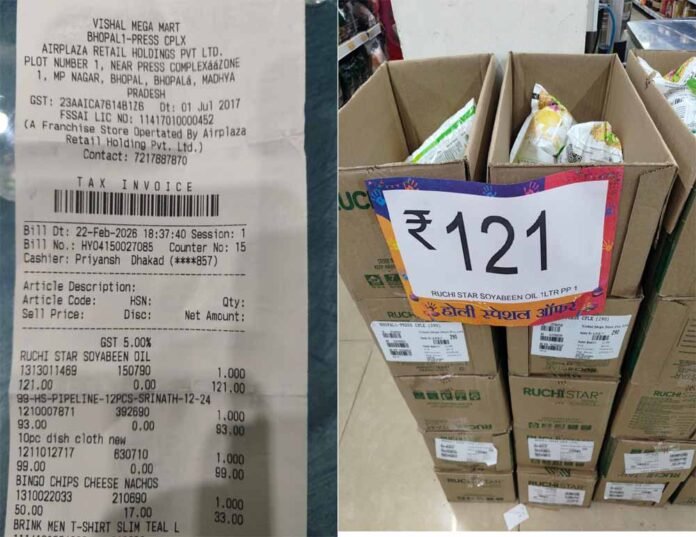 VISHAL MEGA MART
BHOPAL1-PRESS CPLX
AIRPLAZA RETAIL HOLDINGS PVT LTD.
PLOT NUMBER 1, NEAR PRESS COMPLEXáâZONE
1, MP NAGAR, BHOPAL, BHOPALá, MADHYA
PRADESH
GST: 23AAICA7614B1Z6 Dt: 01 Jul 2017
FSSAI LIC NO: 11417010000452
(A Franchise Store Opertated By Airplaza
Retail Holding Pvt. Ltd.)
Contact: 7217887870
TAX INVOICE
Bill Dt: 22-Feb-2026 18:37:40 Session: 1
Bill No.: HY04150027085 Counter No: 15
Cashier: Priyansh Dhakad (****857)
Article Description:
Article Code: HSN: Qty:
Sell Price: Disc: Net Amount:
GST 5.00%
RUCHI STAR SOYABEEN OIL
1313011469 150790 1.000
121.00 0.00 121.00
99-HS-PIPELINE-12PCS-SRINATH-12-24
1210007871 392690 1.000
93.00 0.00 93.00
10pc dish cloth new
1211012717 630710 1.000
99.00 0.00 99.00
BINGO CHIPS CHEESE NACHOS
1310022033 210690 1.000
50.00 17.00 33.00
BRINK MEN T-SHIRT SLIM TEAL L
₹121
RUCHI STAR SOYABEEN OIL 1LTR PP 1
होली स्पेशल ऑफर
RUCHI STAR